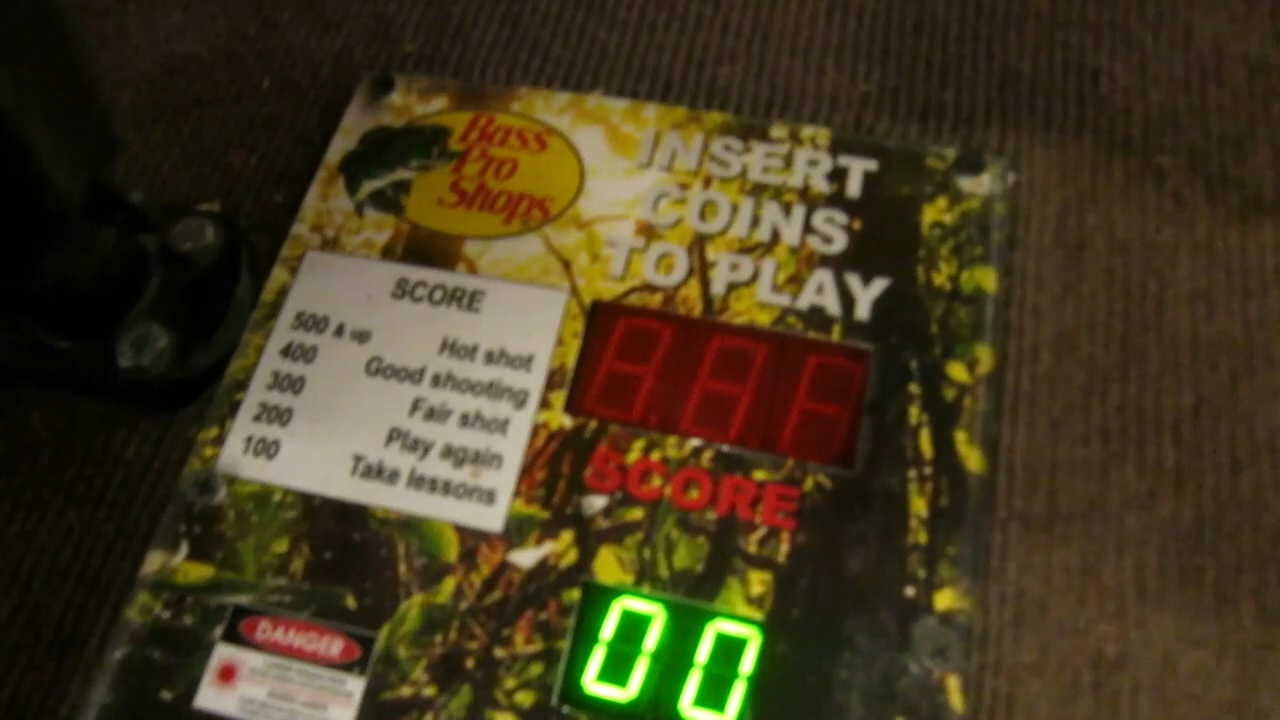 Bass
Pro
Shops
INSERT
COINS
TO PLAY
SCORE
500 & up Hot shot
400 Good shooting
300 Fair shot
200 Play again
100 Take lessons
SCORE
00
DANGER